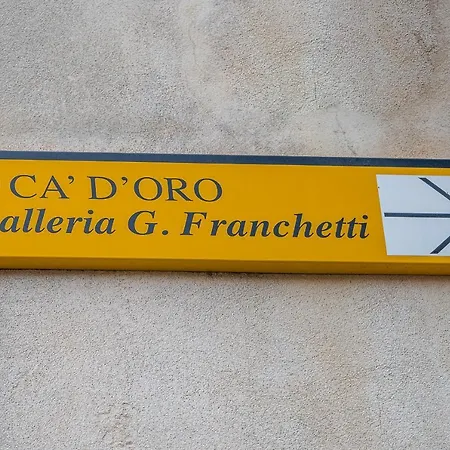 CA' D'ORO
alleria G. Franchetti